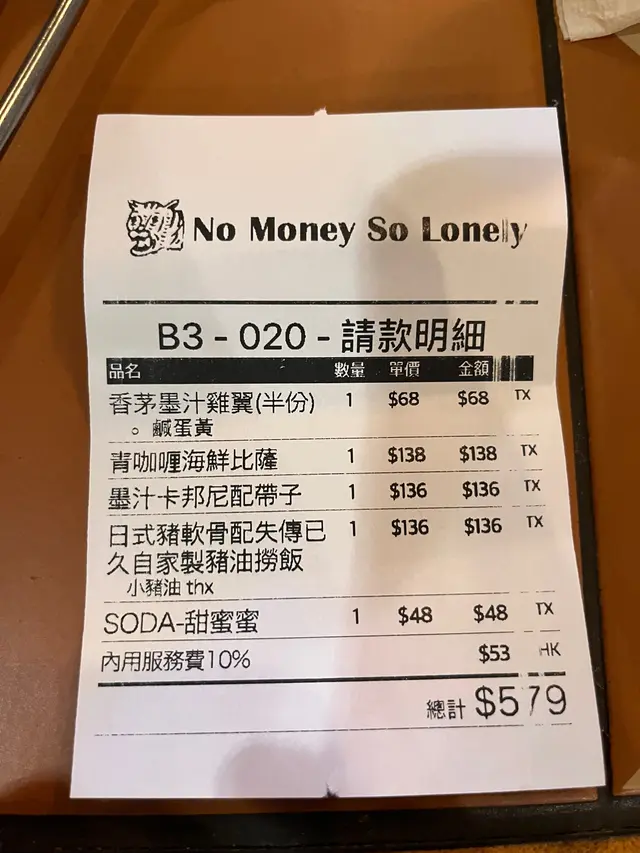 No Money So Lonely
B3 - 020 - 請款明細
品名 數量 單價 金額
香茅墨汁雞翼(半份) 1 $68 $68 TX
。鹹蛋黃
青咖喱海鮮比薩 1 $138 $138 TX
墨汁卡邦尼配帶子 1 $136 $136 TX
日式豬軟骨配失傳已 1 $136 $136 TX
久自家製豬油撈飯
小豬油 thx
SODA-甜蜜蜜 1 $48 $48 TX
內用服務費10% $53 HK
總計 $579